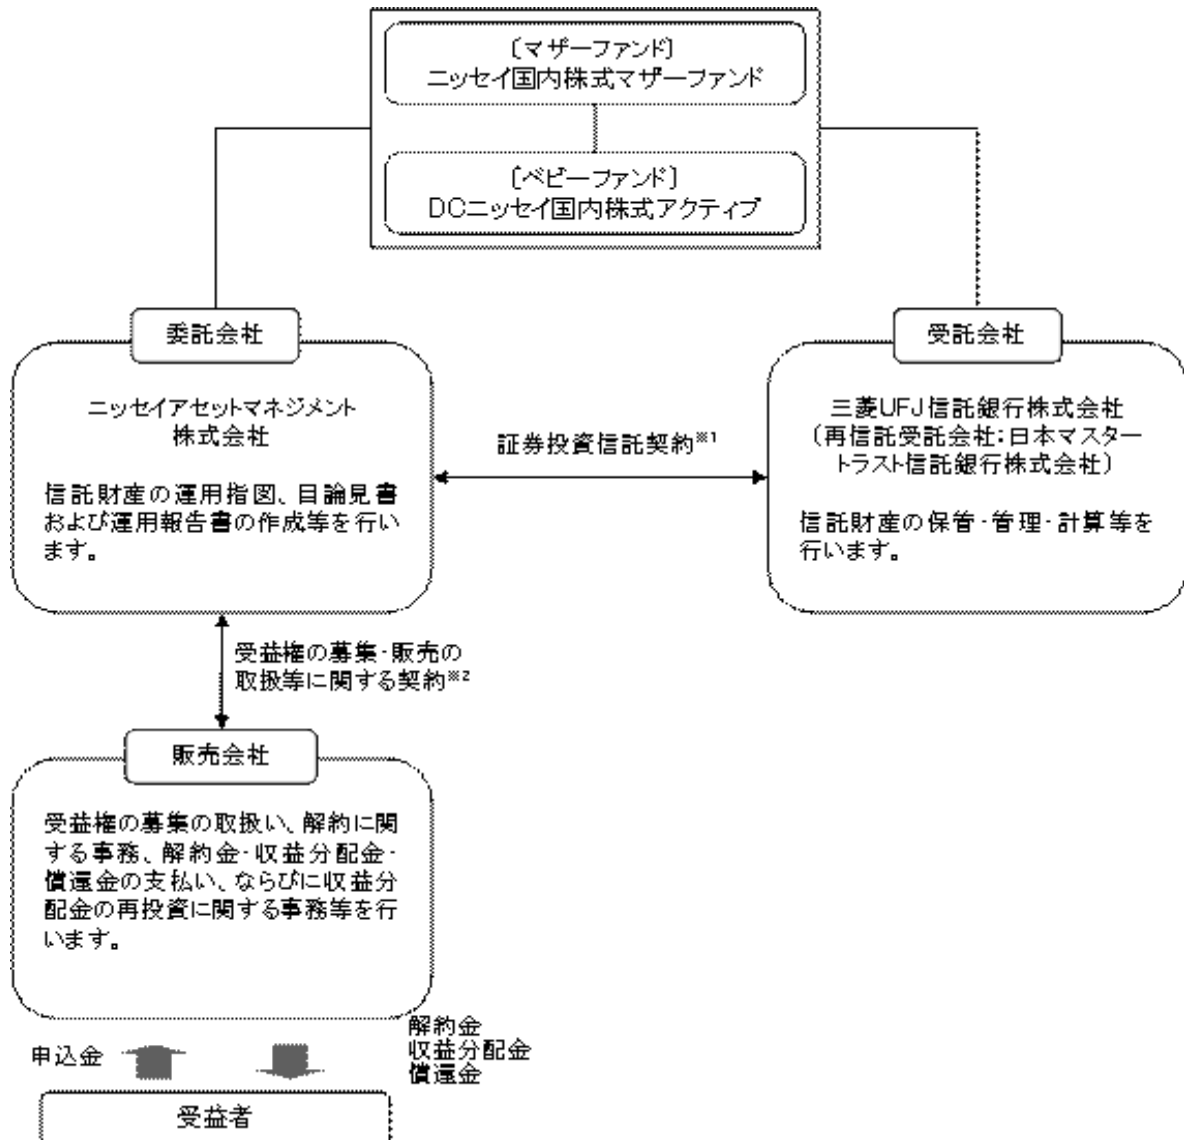 〔マザーファンド〕
ニッセイ国内株式マザーファンド
〔ベビーファンド〕
DCニッセイ国内株式アクティブ
委託会社
ニッセイアセットマネジメント
株式会社
信託財産の運用指図、目論見書
および運用報告書の作成等を行い
ます。
証券投資信託契約※1
受託会社
三菱UFJ信託銀行株式会社
（再信託受託会社：日本マスター
トラスト信託銀行株式会社）
信託財産の保管・管理・計算等を
行います。
受益権の募集・販売の
取扱等に関する契約※2
販売会社
受益権の募集の取扱い、解約に関
する事務、解約金・収益分配金・
償還金の支払い、ならびに収益分
配金の再投資に関する事務等を行
います。
申込金
解約金
収益分配金
償還金
受益者